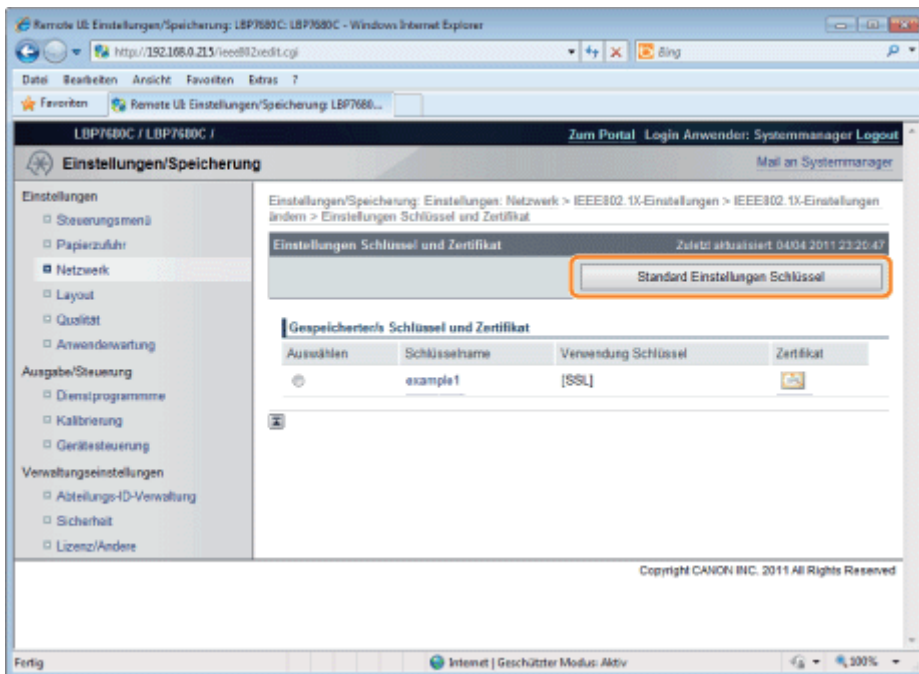 Remote UI: Einstellungen/Speicherung: LBP7680C: LBP7680C - Windows Internet Explorer
http://192.168.0.215/ieee802xedit.cgi
Bing
Datei Bearbeiten Ansicht Favoriten Extras ?
Favoriten Remote UI: Einstellungen/Speicherung: LBP7680...
LBP7680C / LBP7680C / Zum Portal Login Anwender: Systemmanager Logout
Einstellungen/Speicherung Mail an Systemmanager
Einstellungen
Steuerungsmenü
Papierzufuhr
Netzwerk
Layout
Qualität
Anwenderwartung
Ausgabe/Steuerung
Dienstprogrammme
Kalibrierung
Gerätesteuerung
Verwaltungseinstellungen
Abteilungs-ID-Verwaltung
Sicherheit
Lizenz/Andere
Einstellungen/Speicherung: Einstellungen: Netzwerk > IEEE802.1X-Einstellungen > IEEE802.1X-Einstellungen
ändern > Einstellungen Schlüssel und Zertifikat
Einstellungen Schlüssel und Zertifikat Zuletzt aktualisiert 04/04 2011 23:20:47
Standard Einstellungen Schlüssel
Gespeicherter/s Schlüssel und Zertifikat
Auswählen Schlüsselname Verwendung Schlüssel Zertifikat
example1 [SSL]
Copyright CANON INC. 2011 All Rights Reserved
Fertig Internet | Geschützter Modus: Aktiv 100%